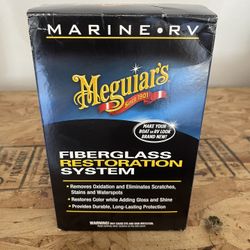 MARINE • RV
Meguiar's
Since 1901
MAKE YOUR
BOAT OR RV LOOK
BRAND NEW!
FIBERGLASS
RESTORATION
SYSTEM
• Removes Oxidation and Eliminates Scratches,
Stains and Waterspots
• Restores Color while Adding Gloss and Shine
• Provides Durable, Long-Lasting Protection
WARNING!